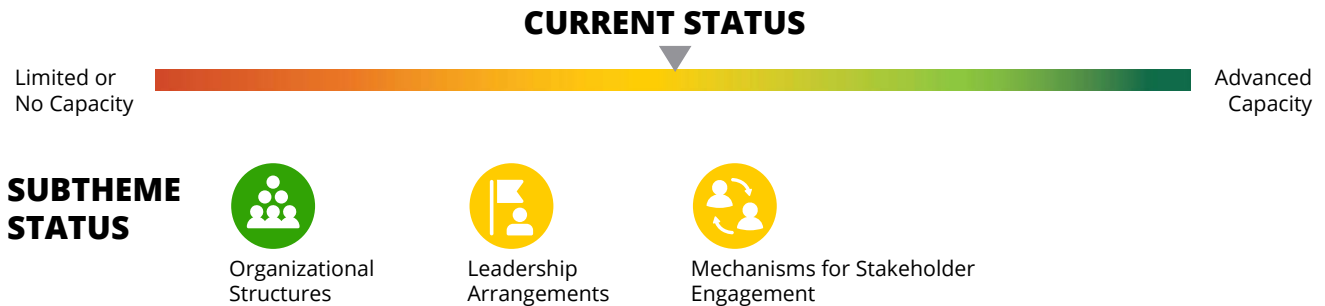 CURRENT STATUS
Limited or
No Capacity
Advanced
Capacity
SUBTHEME
STATUS
Organizational
Structures
Leadership
Arrangements
Mechanisms for Stakeholder
Engagement